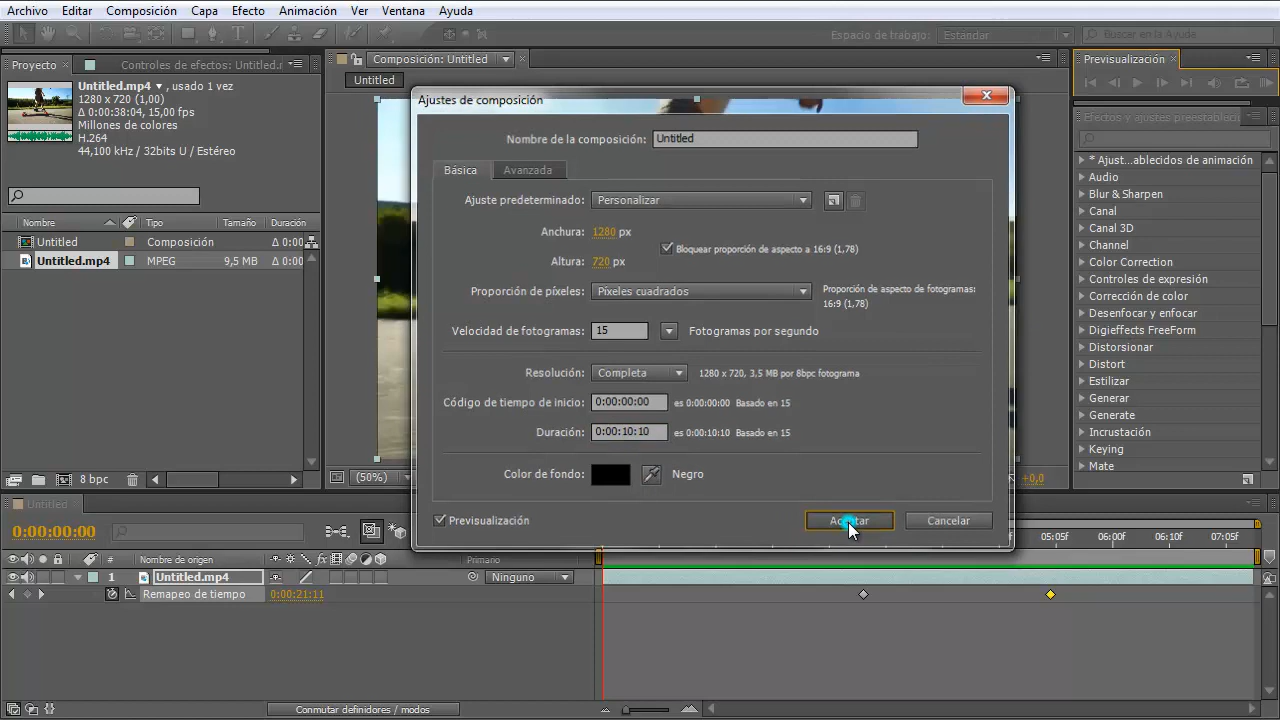 Archivo Editar Composición Capa Efecto Animación Ver Ventana Ayuda
Espacio de trabajo: Estándar Buscar en la Ayuda
Proyecto Controles de efectos: Untitled.r
Composición: Untitled
Previsualización
Untitled
Untitled.mp4 , usado 1 vez
1280 x 720 (1,00)
Δ 0:00:38:04, 15,00 fps
Millones de colores
H.264
44,100 kHz / 32bits U / Estéreo
Nombre Tipo Tamaño Duración
Untitled Composición Δ 0:00
Untitled.mp4 MPEG 9,5 MB Δ 0:00
8 bpc
(50%)
+0,0
Ajustes de composición
Nombre de la composición: Untitled
Básica Avanzada
Ajuste predeterminado: Personalizar
Anchura: 1280 px
Bloquear proporción de aspecto a 16:9 (1,78)
Altura: 720 px
Proporción de píxeles: Píxeles cuadrados
Proporción de aspecto de fotogramas:
16:9 (1,78)
Velocidad de fotogramas: 15 Fotogramas por segundo
Resolución: Completa 1280 x 720, 3,5 MB por 8bpc fotograma
Código de tiempo de inicio: 0:00:00:00 es 0:00:00:00 Basado en 15
Duración: 0:00:10:10 es 0:00:10:10 Basado en 15
Color de fondo: Negro
Previsualización Cancelar
Efectos y ajustes preestableci
* Ajust...ablecidos de animación
Audio
Blur & Sharpen
Canal
Canal 3D
Channel
Color Correction
Controles de expresión
Corrección de color
Desenfocar y enfocar
Digieffects FreeForm
Distorsionar
Distort
Estilizar
Generar
Generate
Incrustación
Keying
Mate
Untitled
0:00:00:00
05:05f 06:00f 06:10f 07:05f
# Nombre de origen Primario
1 Untitled.mp4 Ninguno
Remapeo de tiempo 0:00:21:11
Conmutar definidores / modos